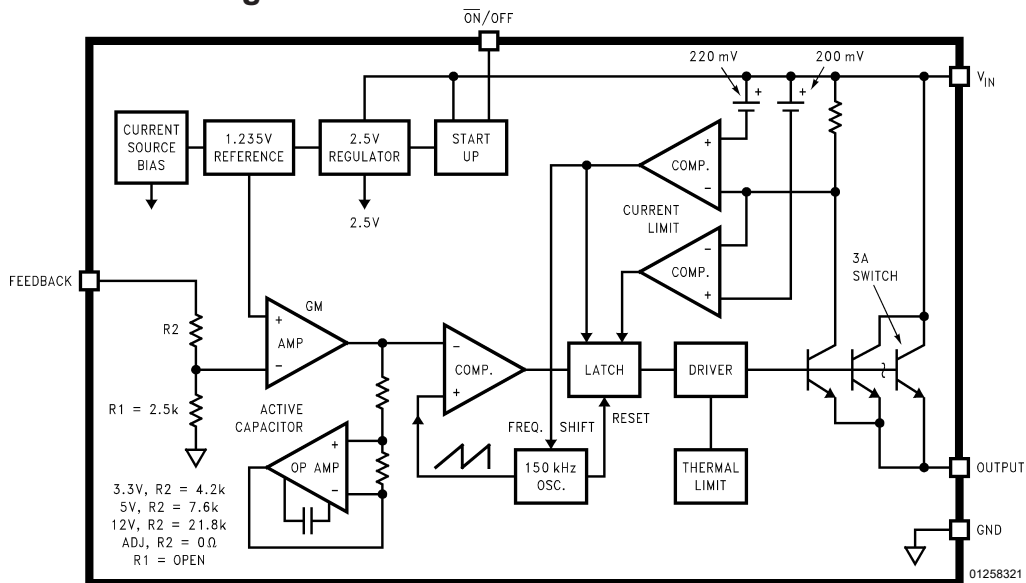 ON/OFF
220 mV
200 mV
+
+
V_IN
CURRENT
SOURCE
BIAS
1.235V
REFERENCE
2.5V
REGULATOR
START
UP
2.5V
+
COMP.
−
CURRENT
LIMIT
−
COMP.
+
3A
SWITCH
FEEDBACK
R2
GM
+
AMP
−
R1 = 2.5k
ACTIVE
CAPACITOR
+
OP AMP
−
−
COMP.
+
LATCH
DRIVER
FREQ. SHIFT
RESET
150 kHz
OSC.
THERMAL
LIMIT
OUTPUT
GND
3.3V, R2 = 4.2k
5V, R2 = 7.6k
12V, R2 = 21.8k
ADJ, R2 = 0Ω
R1 = OPEN
01258321